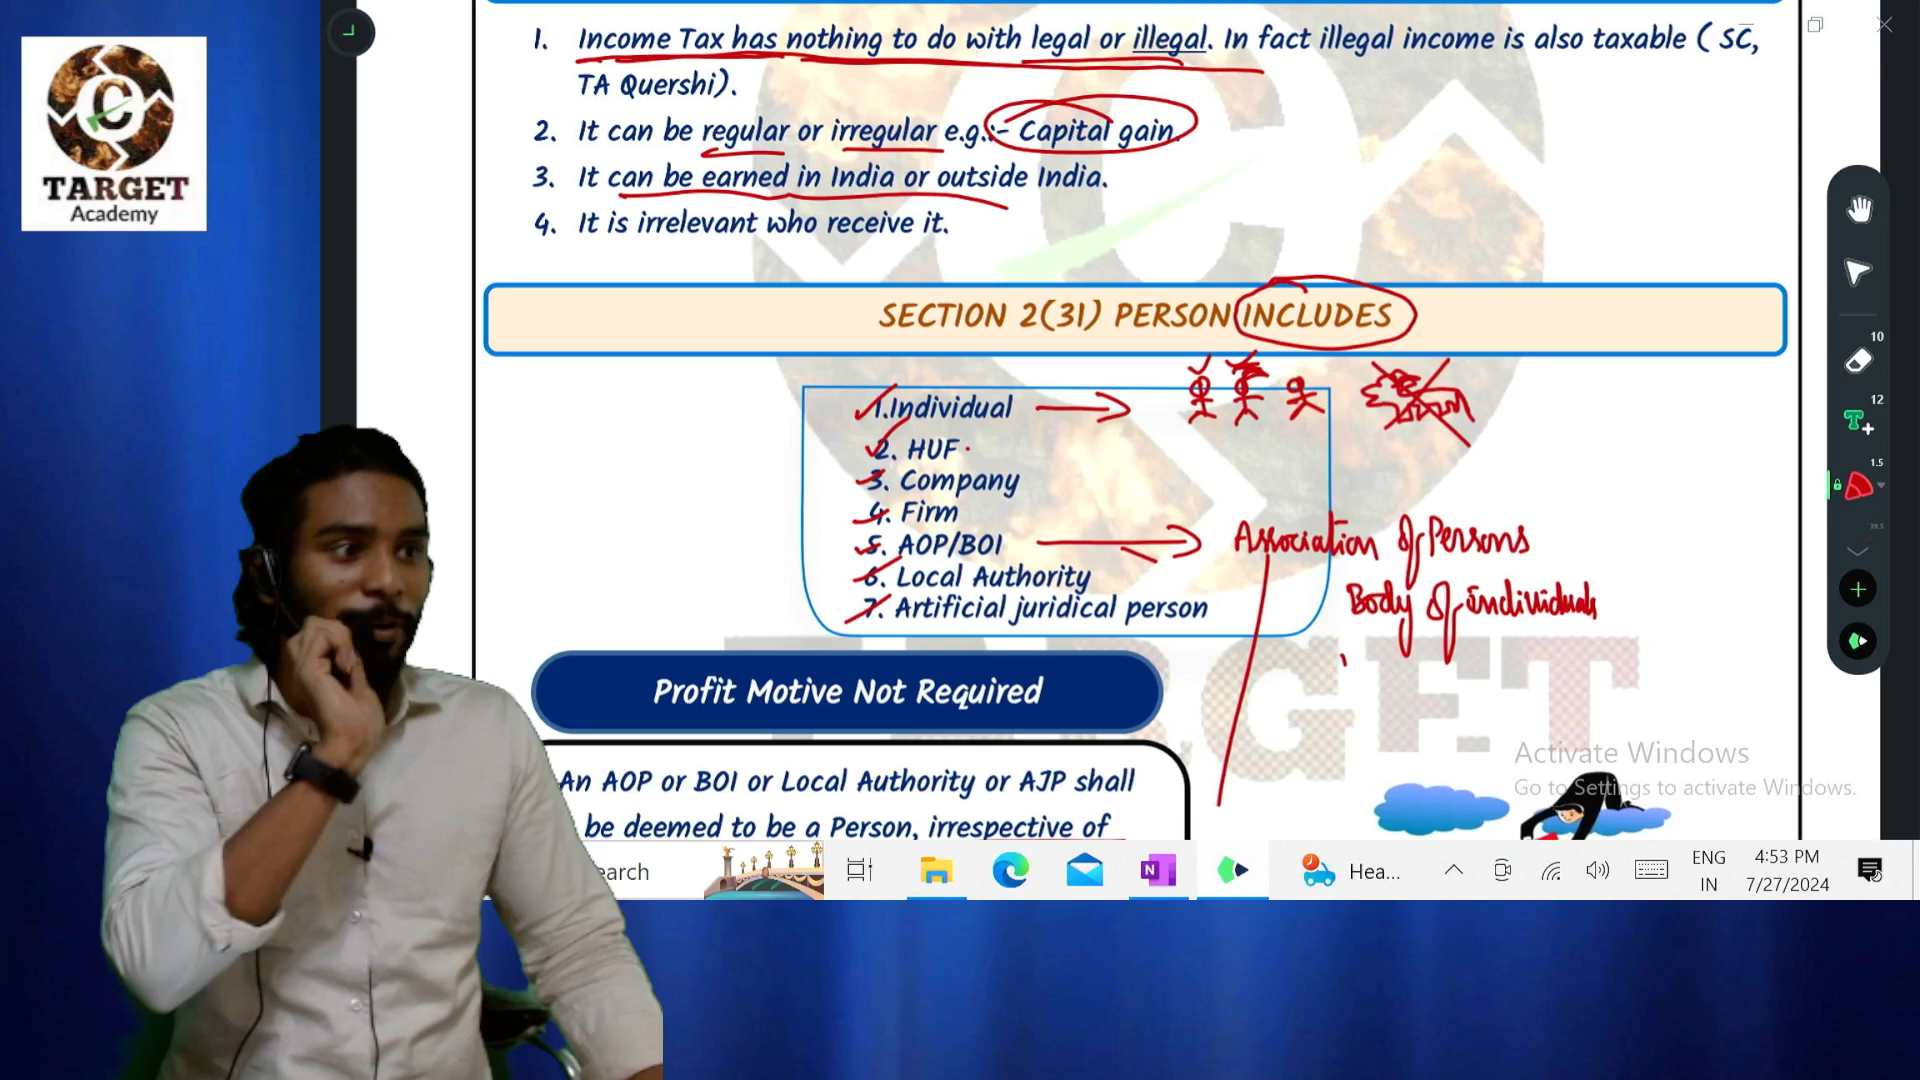 TARGET
Academy
1. Income Tax has nothing to do with legal or illegal. In fact illegal income is also taxable ( SC,
TA Quershi).
2. It can be regular or irregular e.g.:- Capital gain.
3. It can be earned in India or outside India.
4. It is irrelevant who receive it.
SECTION 2(31) PERSON INCLUDES
1.Individual
2. HUF
3. Company
4. Firm
5. AOP/BOI
6. Local Authority
7. Artificial juridical person
Association Of Persons
Body Of individuals
TARGET
Profit Motive Not Required
An AOP or BOI or Local Authority or AJP shall
be deemed to be a Person, irrespective of
Activate Windows
Go to Settings to activate Windows.
10
12
1.5
earch
N
Hea...
ENG
IN
4:53 PM
7/27/2024